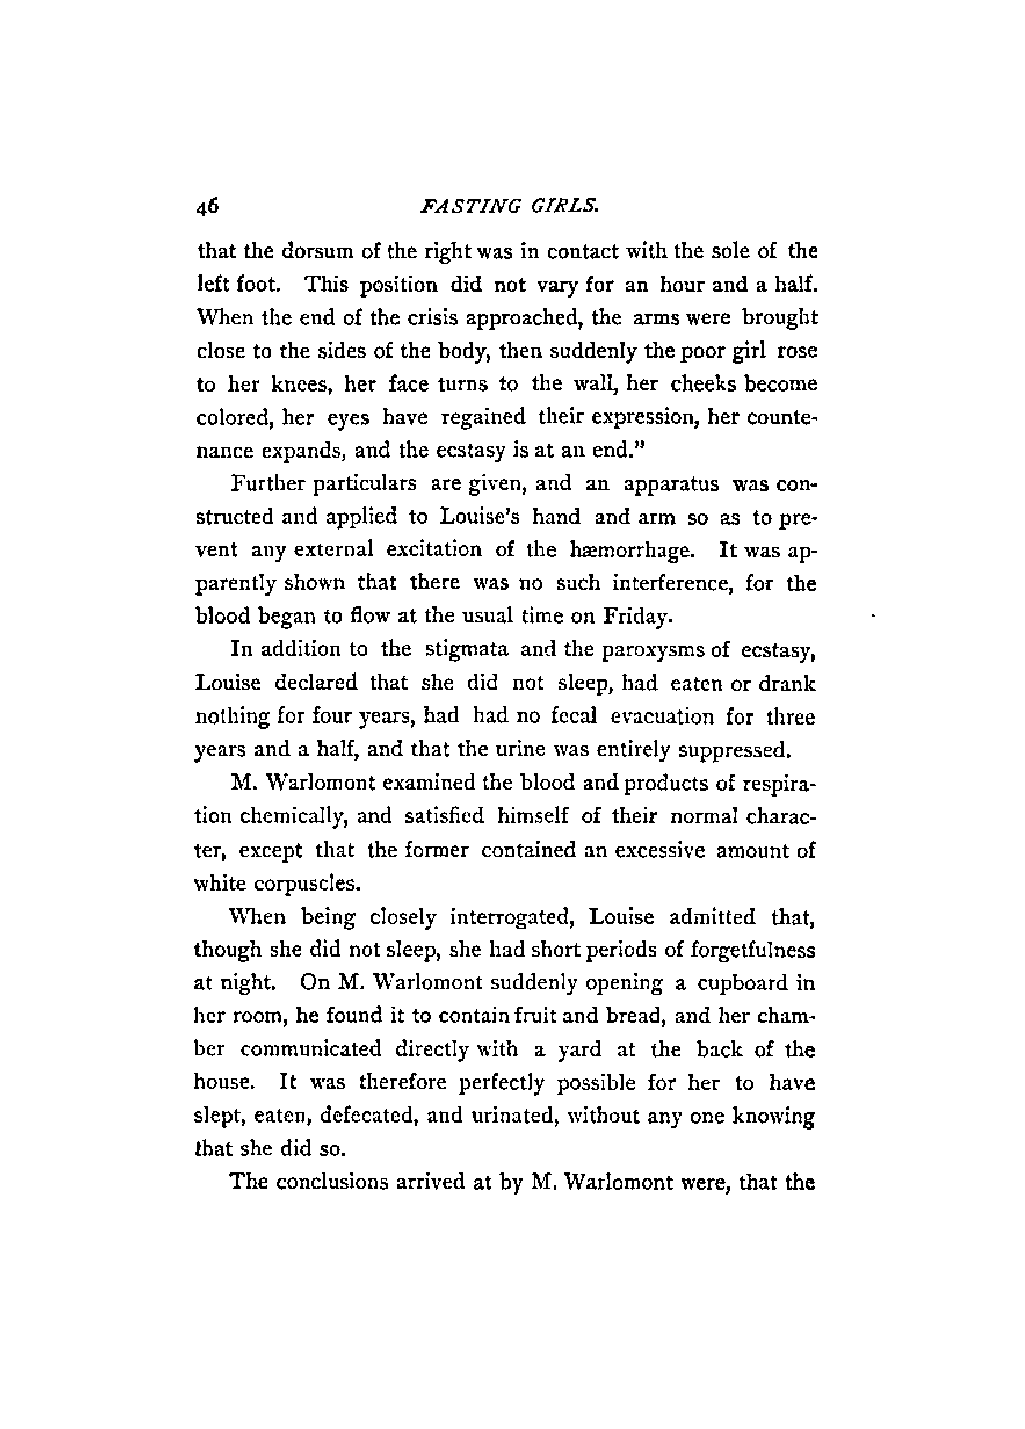 46 FASTING GIRLS.
that the dorsum of the right was in contact with the sole of the
left foot. This position did not vary for an hour and a half.
When the end of the crisis approached, the arms were brought
close to the sides of the body, then suddenly the poor girl rose
to her knees, her face turns to the wall, her cheeks become
colored, her eyes have regained their expression, her counte-
nance expands, and the ecstasy is at an end."
Further particulars are given, and an apparatus was con-
structed and applied to Louise's hand and arm so as to pre-
vent any external excitation of the hæmorrhage. It was ap-
parently shown that there was no such interference, for the
blood began to flow at the usual time on Friday.
In addition to the stigmata and the paroxysms of ecstasy,
Louise declared that she did not sleep, had eaten or drank
nothing for four years, had had no fecal evacuation for three
years and a half, and that the urine was entirely suppressed.
M. Warlomont examined the blood and products of respira-
tion chemically, and satisfied himself of their normal charac-
ter, except that the former contained an excessive amount of
white corpuscles.
When being closely interrogated, Louise admitted that,
though she did not sleep, she had short periods of forgetfulness
at night. On M. Warlomont suddenly opening a cupboard in
her room, he found it to contain fruit and bread, and her cham-
ber communicated directly with a yard at the back of the
house. It was therefore perfectly possible for her to have
slept, eaten, defecated, and urinated, without any one knowing
that she did so.
The conclusions arrived at by M. Warlomont were, that the